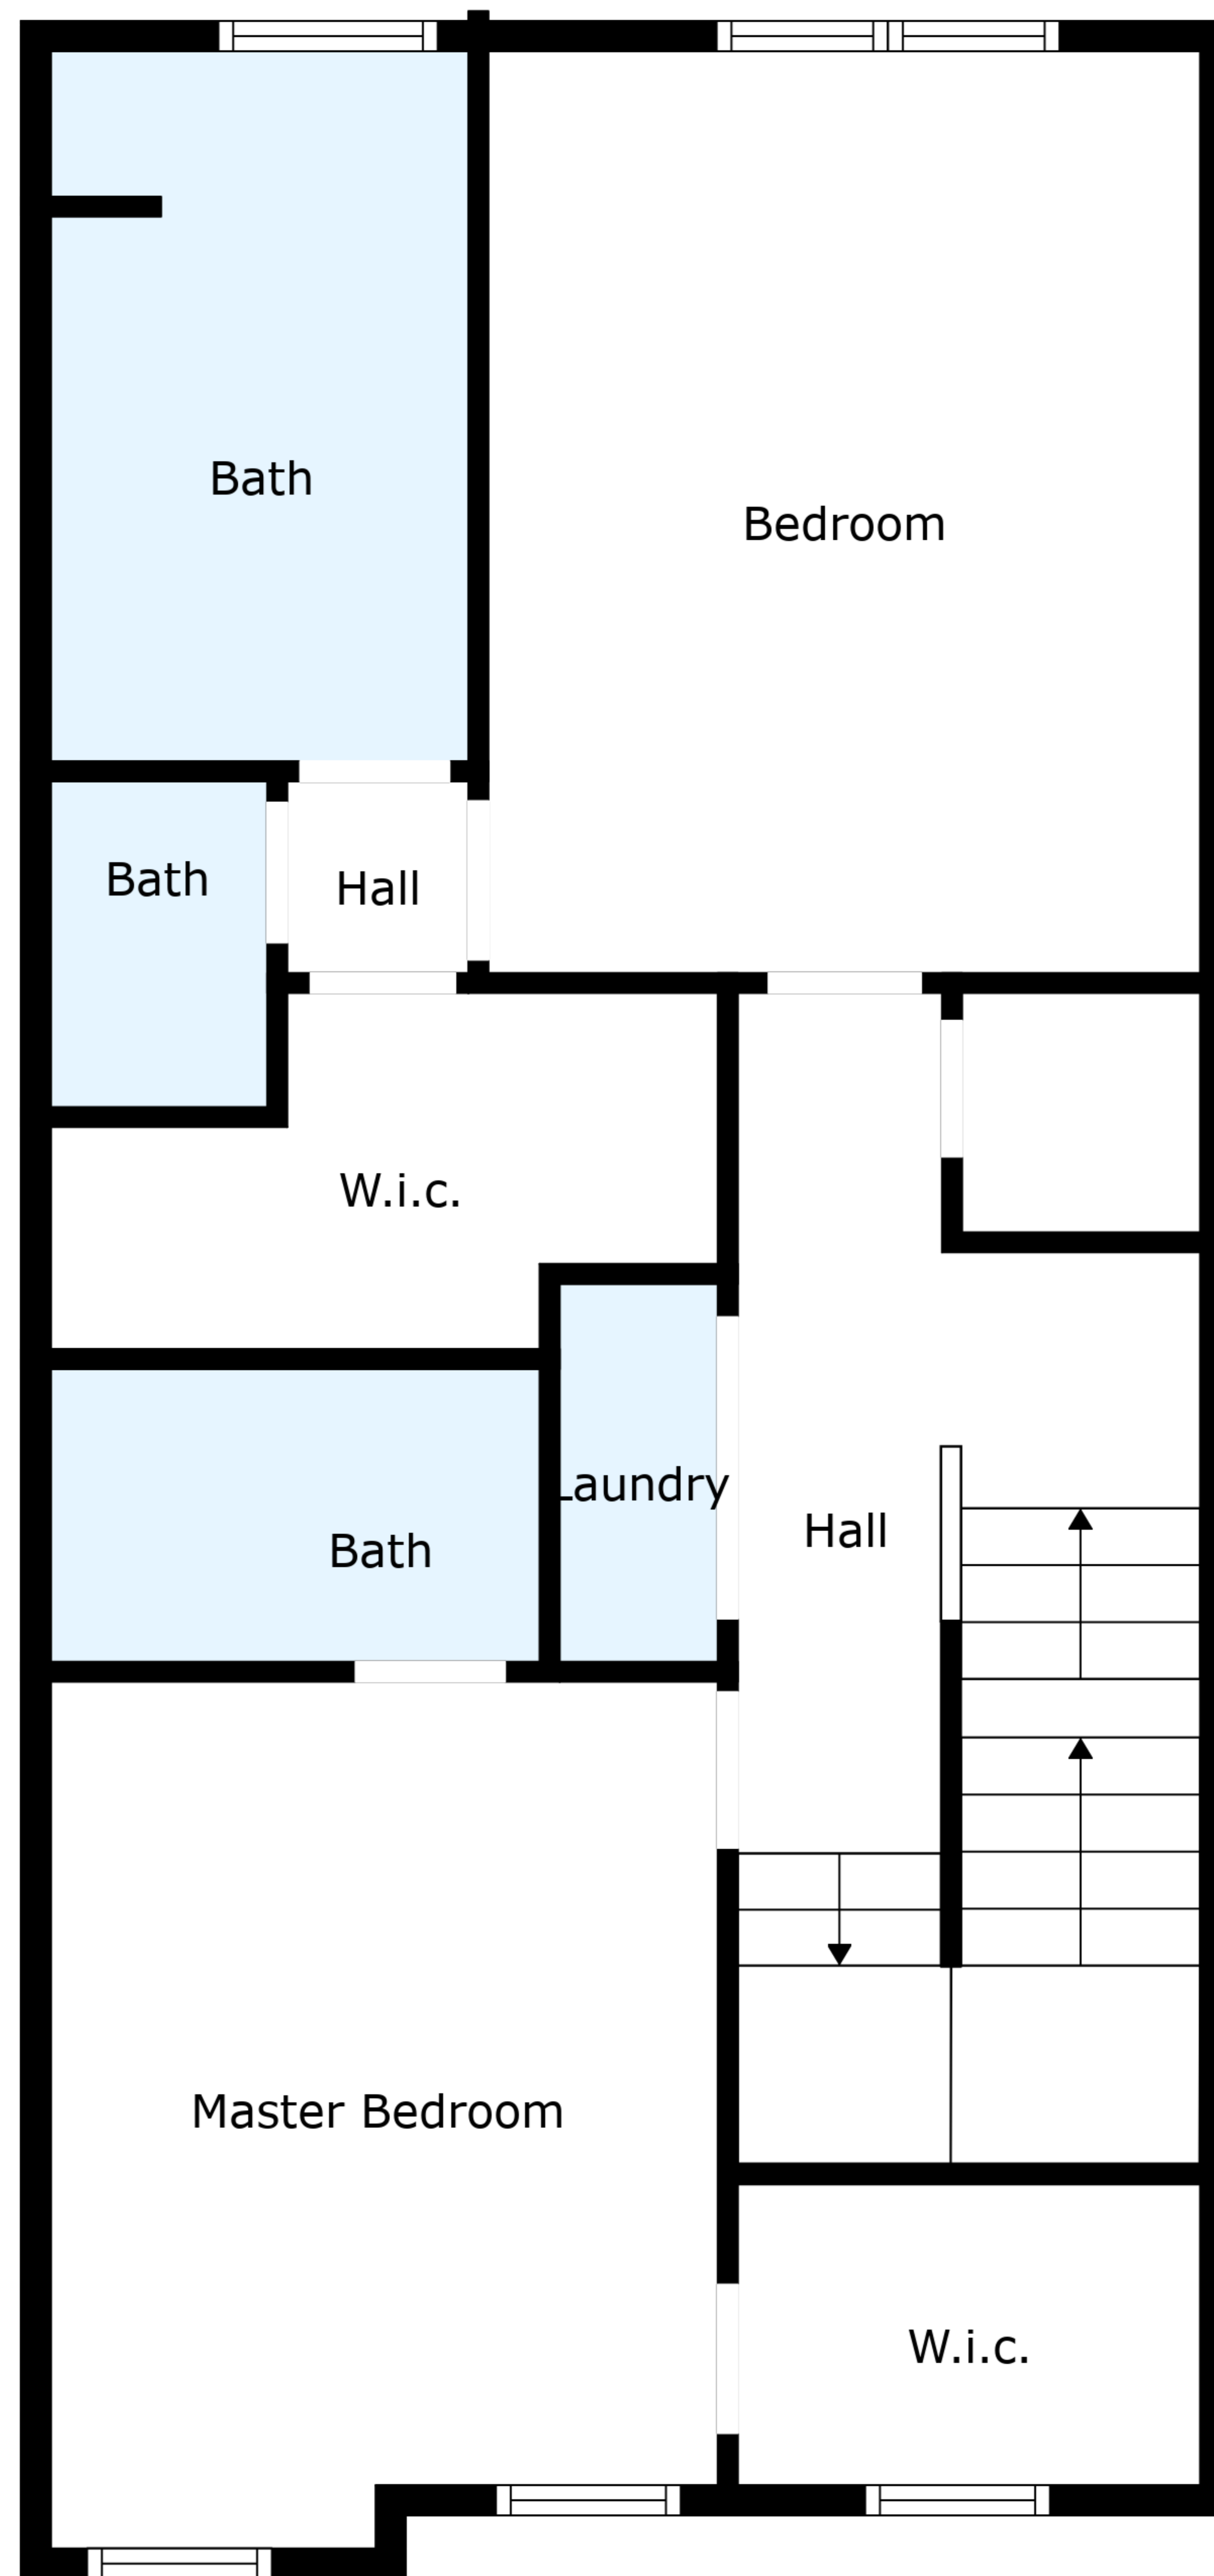 Bath
Bedroom
Bath
Hall
W.i.c.
Laundry
Hall
Bath
Master Bedroom
W.i.c.